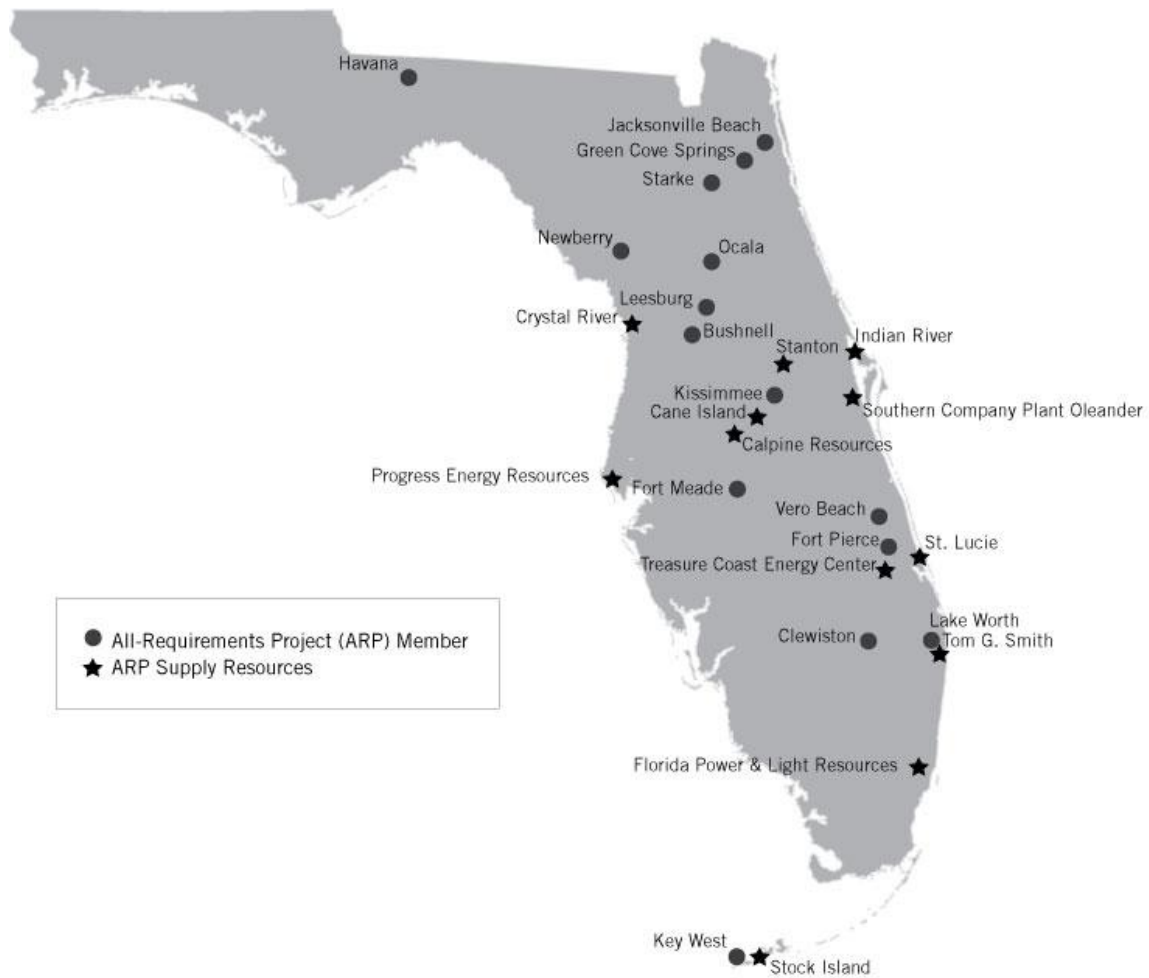 Havana
Jacksonville Beach
Green Cove Springs
Starke
Newberry
Ocala
Leesburg
Crystal River
Bushnell
Indian River
Stanton
Kissimmee
Cane Island
Southern Company Plant Oleander
Calpine Resources
Progress Energy Resources
Fort Meade
Vero Beach
Fort Pierce
St. Lucie
Treasure Coast Energy Center
Lake Worth
Clewiston
Tom G. Smith
All-Requirements Project (ARP) Member
ARP Supply Resources
Florida Power & Light Resources
Key West
Stock Island